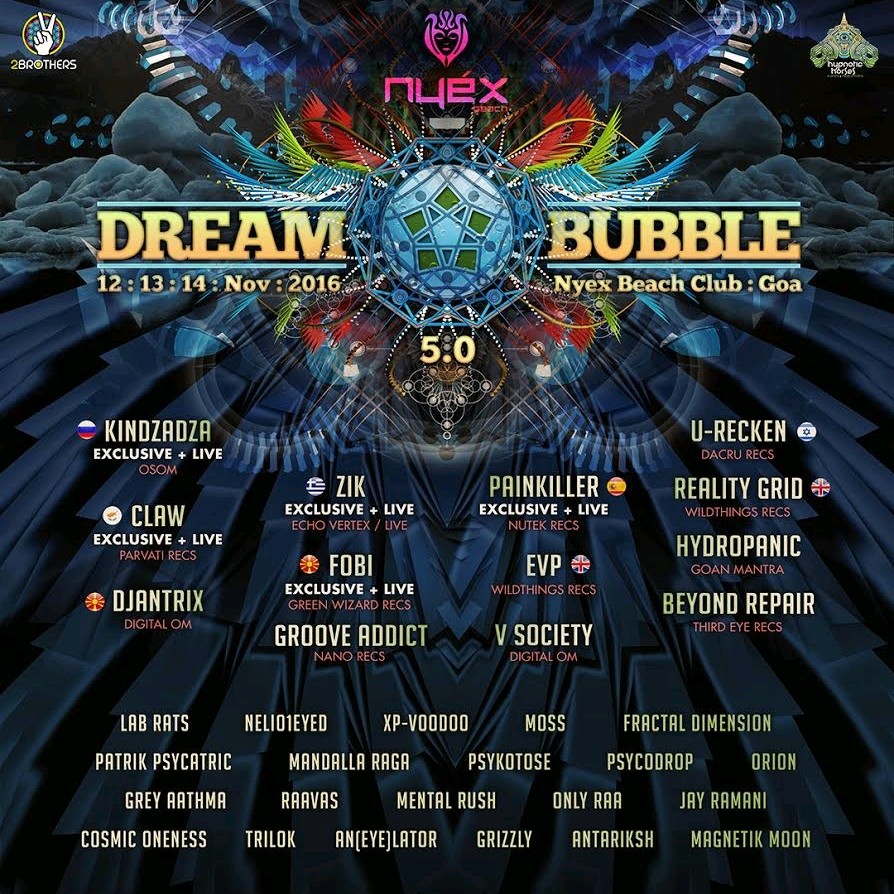 2BROTHERS
nyéx
beach
hypnotic
horses
DREAM BUBBLE
12 : 13 : 14 : Nov : 2016
Nyex Beach Club : Goa
5.0
KINDZADZA
EXCLUSIVE + LIVE
OSOM
CLAW
EXCLUSIVE + LIVE
PARVATI RECS
DJANTRIX
DIGITAL OM
ZIK
EXCLUSIVE + LIVE
ECHO VERTEX / LIVE
FOBI
EXCLUSIVE + LIVE
GREEN WIZARD RECS
GROOVE ADDICT
NANO RECS
PAINKILLER
EXCLUSIVE + LIVE
NUTEK RECS
EVP
WILDTHINGS RECS
V SOCIETY
DIGITAL OM
U-RECKEN
DACRU RECS
REALITY GRID
WILDTHINGS RECS
HYDROPANIC
GOAN MANTRA
BEYOND REPAIR
THIRD EYE RECS
LAB RATS NELIO1EYED XP-VOODOO MOSS FRACTAL DIMENSION
PATRIK PSYCATRIC MANDALLA RAGA PSYKOTOSE PSYCODROP ORION
GREY AATHMA RAAVAS MENTAL RUSH ONLY RAA JAY RAMANI
COSMIC ONENESS TRILOK AN(EYE)LATOR GRIZZLY ANTARIKSH MAGNETIK MOON